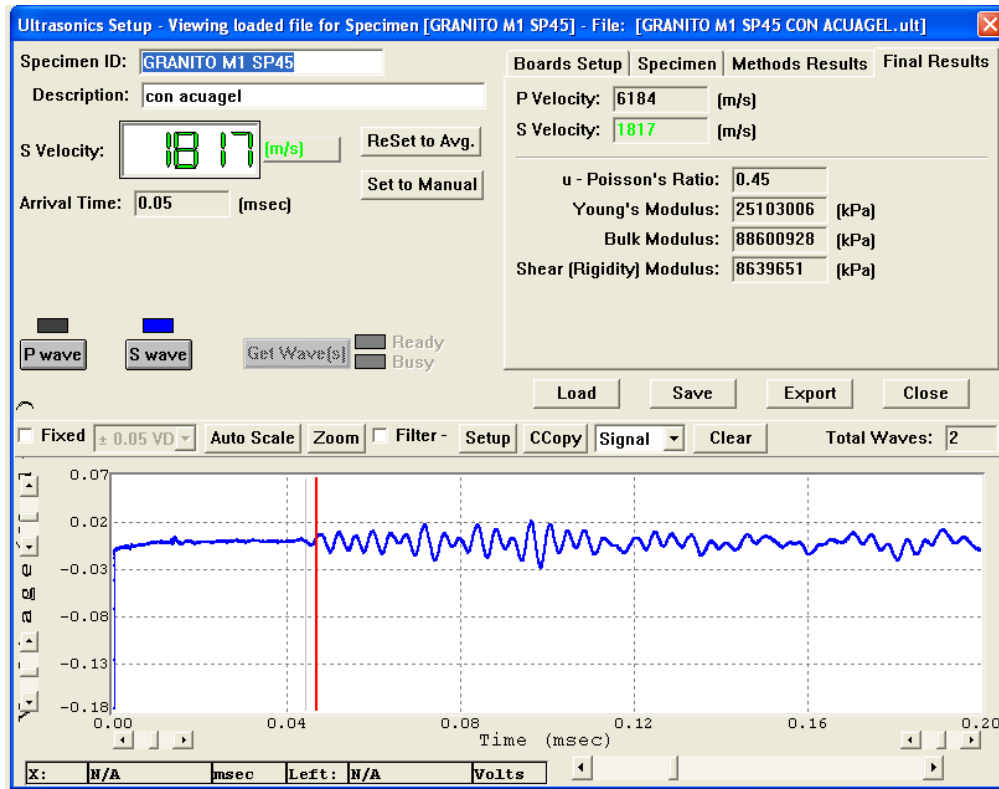 Ultrasonics Setup - Viewing loaded file for Specimen [GRANITO M1 SP45] - File: [GRANITO M1 SP45 CON ACUAGEL.ult]
Specimen ID: GRANITO M1 SP45
Description: con acuagel
S Velocity: 1817 (m/s)
ReSet to Avg.
Set to Manual
Arrival Time: 0.05 (msec)
P wave
S wave
Get Wave(s)
Ready
Busy
Boards Setup Specimen Methods Results Final Results
P Velocity: 6184 (m/s)
S Velocity: 1817 (m/s)
u - Poisson's Ratio: 0.45
Young's Modulus: 25103006 (kPa)
Bulk Modulus: 88600928 (kPa)
Shear (Rigidity) Modulus: 8639651 (kPa)
Load Save Export Close
Fixed ± 0.05 VD Auto Scale Zoom Filter - Setup CCopy Signal Clear Total Waves: 2
0.07
0.02
-0.03
-0.08
-0.13
-0.18
0.00 0.04 0.08 0.12 0.16 0.20
Time (msec)
X: N/A msec Left: N/A Volts